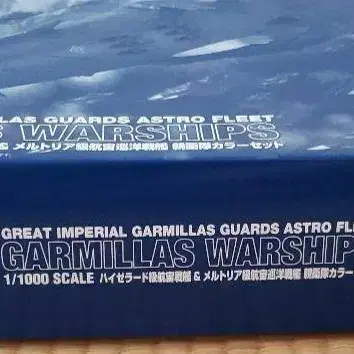 LAS GUARDS ASTRO FLEET
WARSHIPS
& メルトリア級航宙巡洋戦艦 親衛隊カラーセット
GREAT IMPERIAL GARMILLAS GUARDS ASTRO FLE
GARMILLAS WARSHIP
1/1000 SCALE ハイゼラード級航宙戦艦 & メルトリア級航宙巡洋戦艦 親衛隊カラー